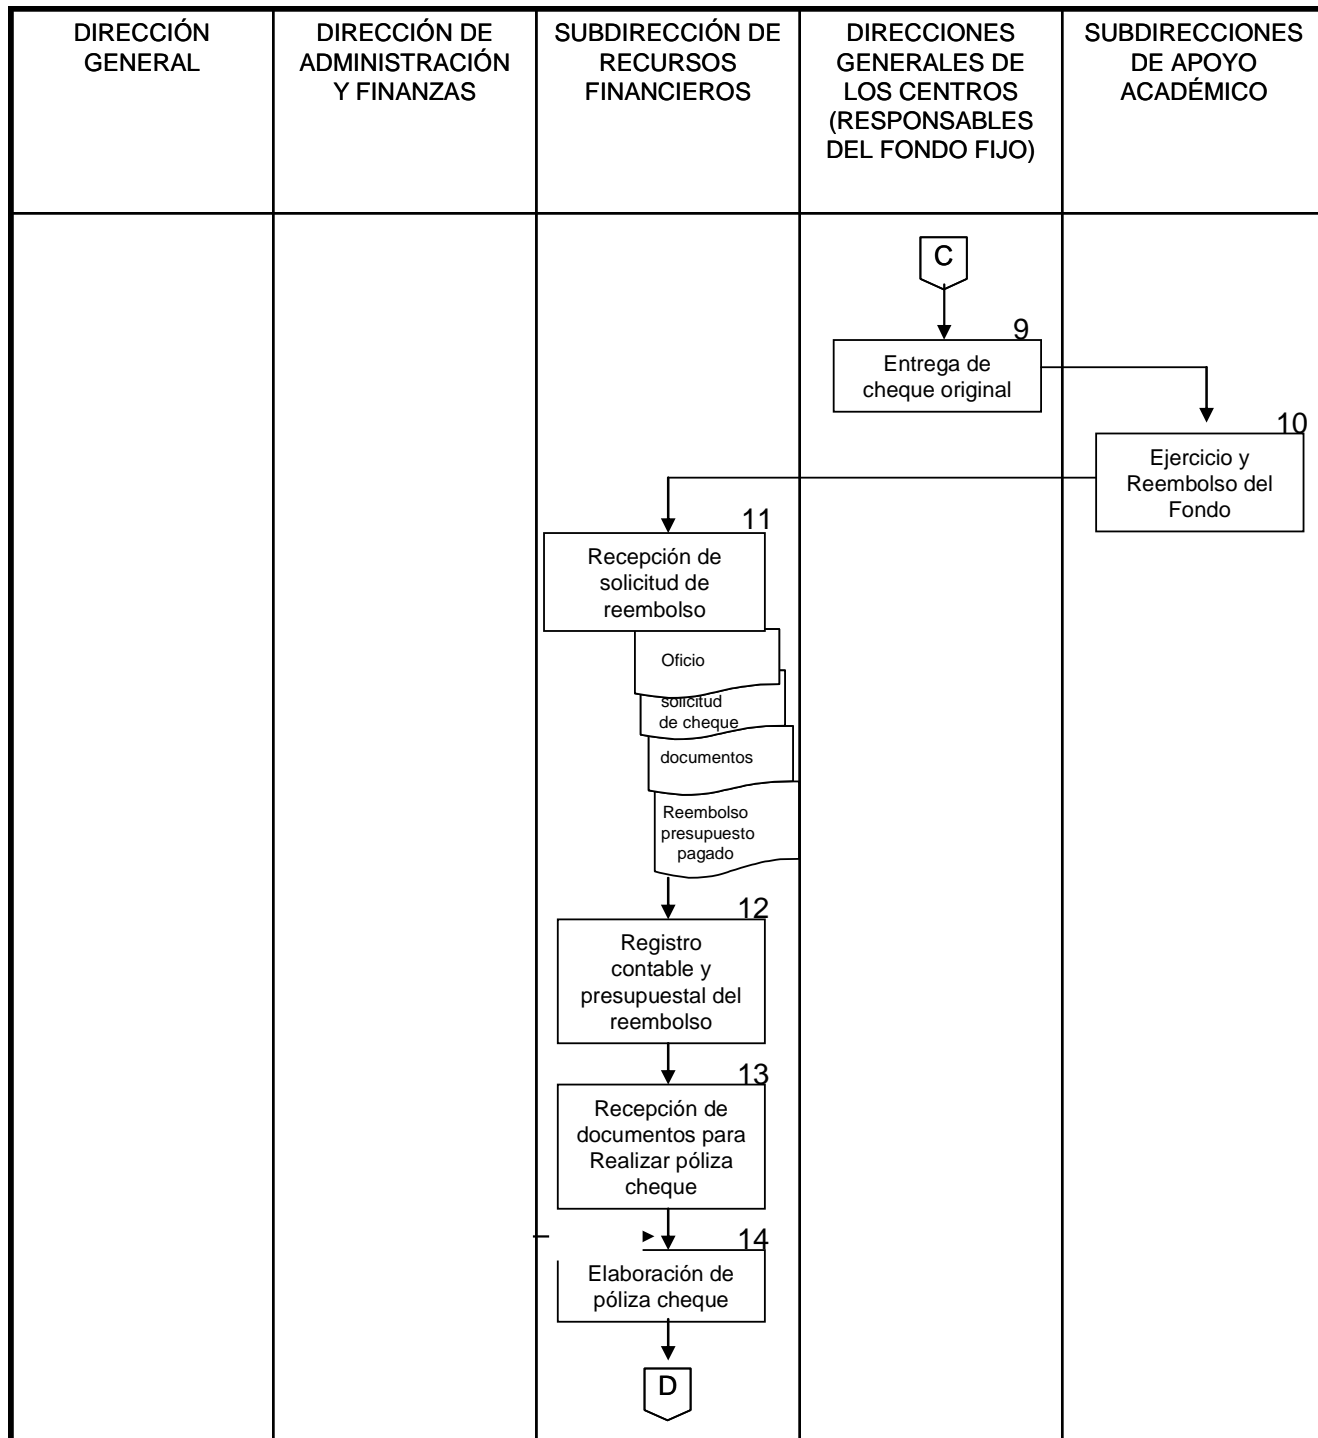 DIRECCIÓN
GENERAL
DIRECCIÓN DE
ADMINISTRACIÓN
Y FINANZAS
SUBDIRECCIÓN DE
RECURSOS
FINANCIEROS
DIRECCIONES
GENERALES DE
LOS CENTROS
(RESPONSABLES
DEL FONDO FIJO)
SUBDIRECCIONES
DE APOYO
ACADÉMICO
C
9
Entrega de
cheque original
10
Ejercicio y
Reembolso del
Fondo
11
Recepción de
solicitud de
reembolso
Oficio
solicitud
de cheque
documentos
Reembolso
presupuesto
pagado
12
Registro
contable y
presupuestal del
reembolso
13
Recepción de
documentos para
Realizar póliza
cheque
14
Elaboración de
póliza cheque
D